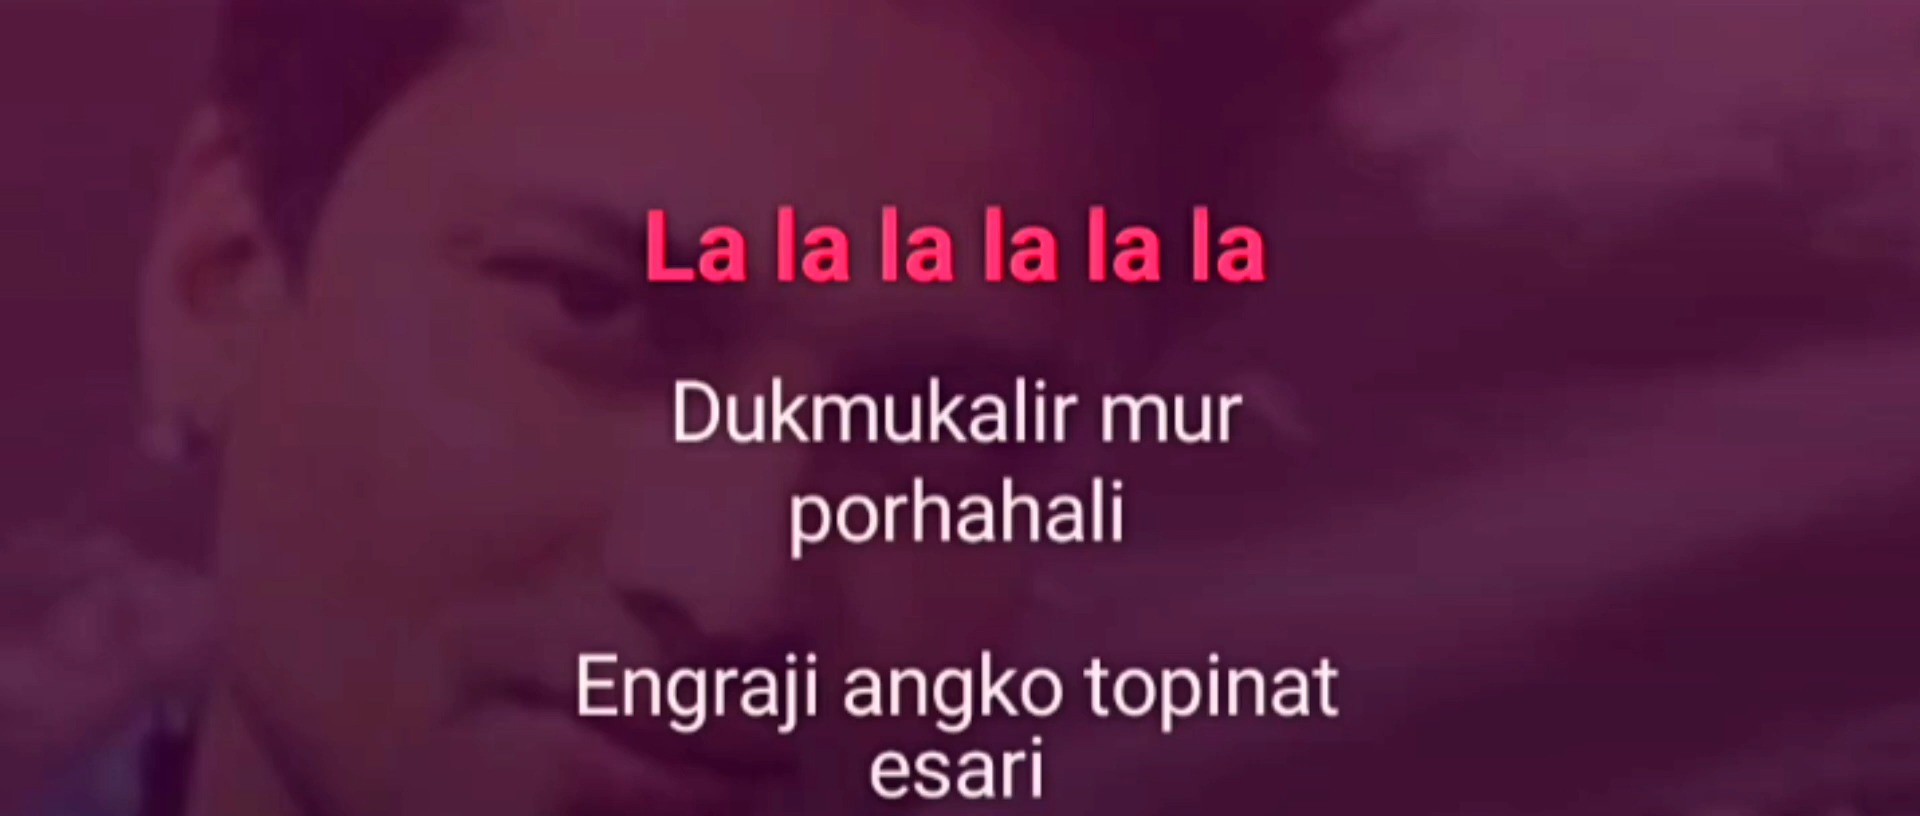 La la la la la la
Dukmukalir mur
porhahali
Engraji angko topinat
esari